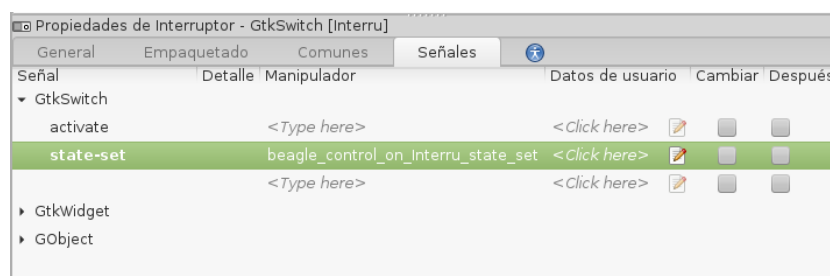 Propiedades de Interruptor - GtkSwitch [Interru]
General Empaquetado Comunes Señales
Señal Detalle Manipulador Datos de usuario Cambiar Después
GtkSwitch
activate <Type here> <Click here>
state-set beagle_control_on_Interru_state_set <Click here>
<Type here> <Click here>
GtkWidget
GObject